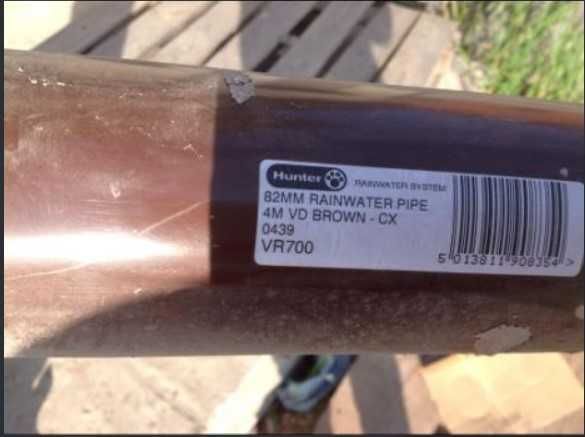 Hunter RAINWATER SYSTEM
82MM RAINWATER PIPE
4M VD BROWN - CX
0439
VR700
5 013811 908354 >